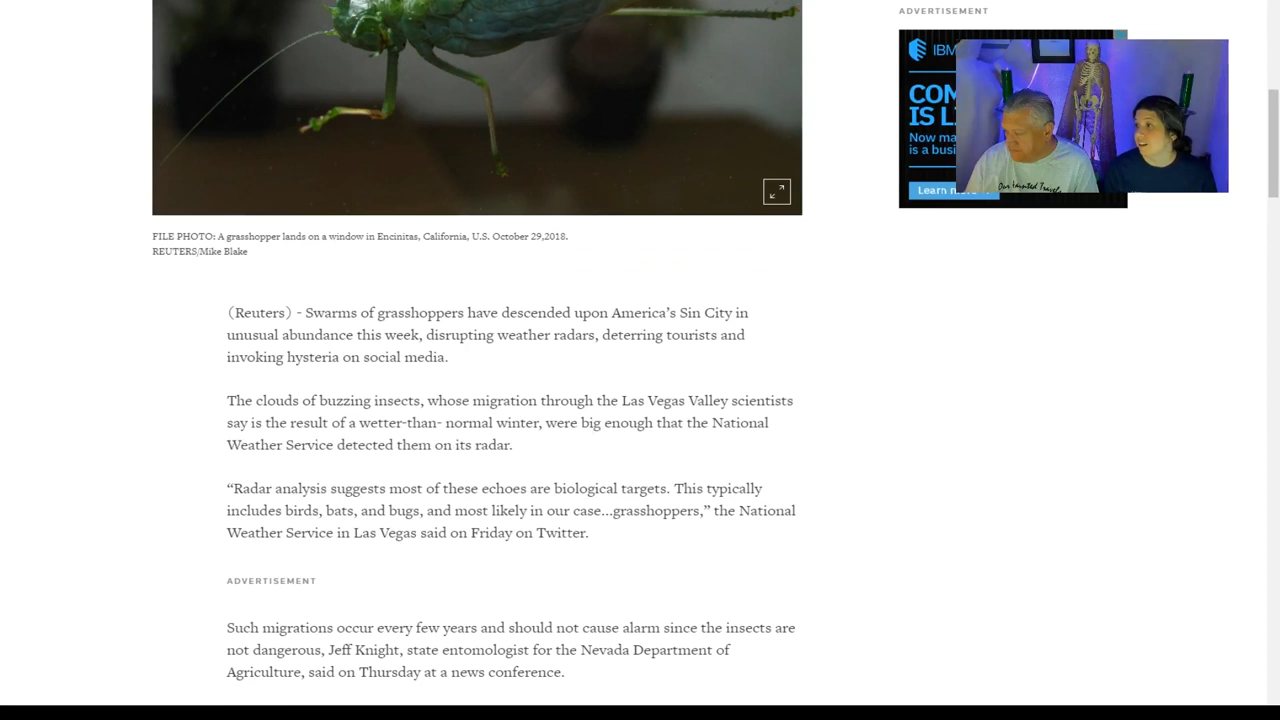 ADVERTISEMENT
IBM
COM
IS L
Now ma
is a busi
Learn m
Our Haunted Travels
FILE PHOTO: A grasshopper lands on a window in Encinitas, California, U.S. October 29,2018.
REUTERS/Mike Blake
(Reuters) - Swarms of grasshoppers have descended upon America’s Sin City in
unusual abundance this week, disrupting weather radars, deterring tourists and
invoking hysteria on social media.
The clouds of buzzing insects, whose migration through the Las Vegas Valley scientists
say is the result of a wetter-than- normal winter, were big enough that the National
Weather Service detected them on its radar.
“Radar analysis suggests most of these echoes are biological targets. This typically
includes birds, bats, and bugs, and most likely in our case...grasshoppers,” the National
Weather Service in Las Vegas said on Friday on Twitter.
ADVERTISEMENT
Such migrations occur every few years and should not cause alarm since the insects are
not dangerous, Jeff Knight, state entomologist for the Nevada Department of
Agriculture, said on Thursday at a news conference.